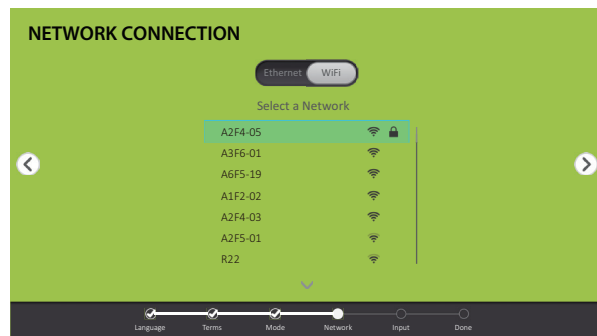 NETWORK CONNECTION
Ethernet WiFi
Select a Network
A2F4-05
A3F6-01
A6F5-19
A1F2-02
A2F4-03
A2F5-01
R22
Language Terms Mode Network Input Done